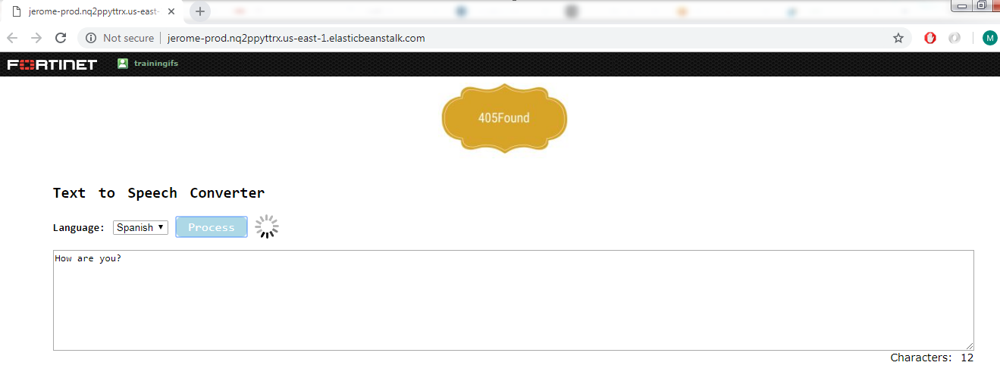 jerome-prod.nq2ppyttrx.us-east-
Not secure | jerome-prod.nq2ppyttrx.us-east-1.elasticbeanstalk.com
M
FORTINET trainingifs
405Found
Text to Speech Converter
Language: Spanish Process
How are you?
Characters: 12